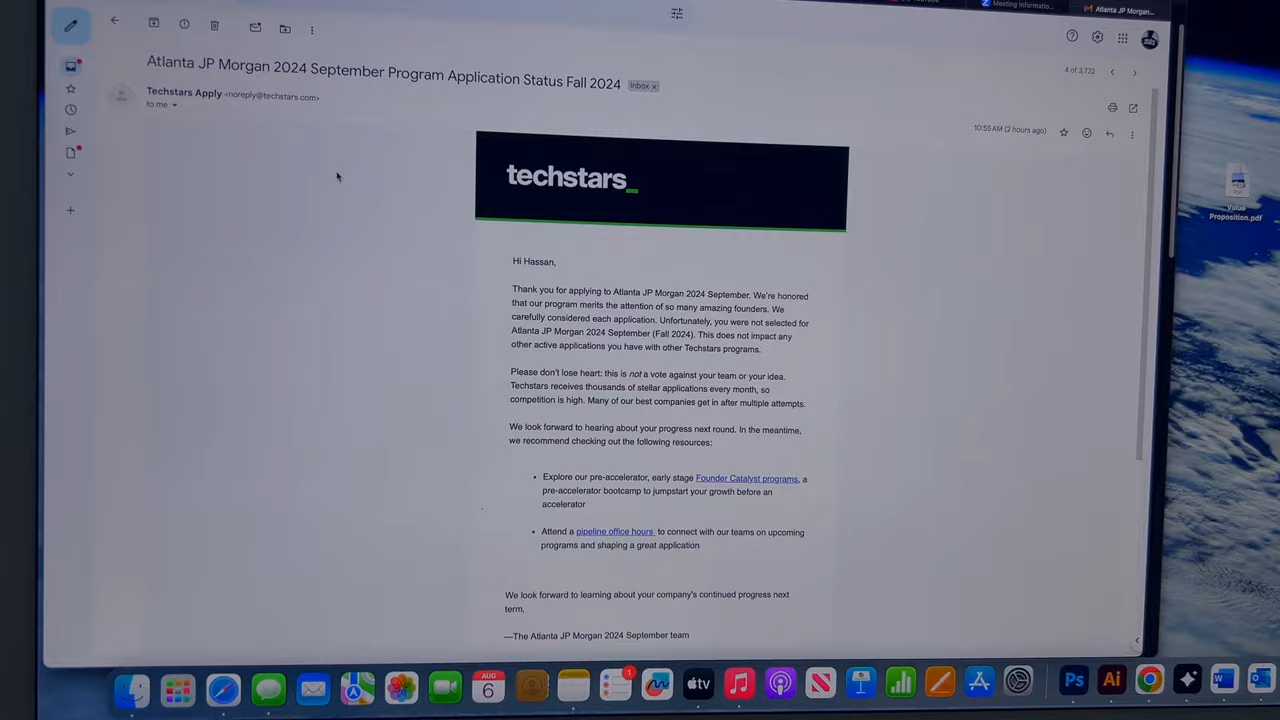 Meeting Informatio...
Atlanta JP Morgan...
4 of 3,722
Atlanta JP Morgan 2024 September Program Application Status Fall 2024
Inbox x
Techstars Apply <noreply@techstars.com>
to me
10:55 AM (2 hours ago)
techstars_
Hi Hassan,
Thank you for applying to Atlanta JP Morgan 2024 September. We're honored
that our program merits the attention of so many amazing founders. We
carefully considered each application. Unfortunately, you were not selected for
Atlanta JP Morgan 2024 September (Fall 2024). This does not impact any
other active applications you have with other Techstars programs.
Please don't lose heart: this is not a vote against your team or your idea.
Techstars receives thousands of stellar applications every month, so
competition is high. Many of our best companies get in after multiple attempts.
We look forward to hearing about your progress next round. In the meantime,
we recommend checking out the following resources:
• Explore our pre-accelerator, early stage Founder Catalyst programs, a
pre-accelerator bootcamp to jumpstart your growth before an
accelerator
• Attend a pipeline office hours to connect with our teams on upcoming
programs and shaping a great application
We look forward to learning about your company's continued progress next
term,
—The Atlanta JP Morgan 2024 September team
PDF
Value
Proposition.pdf
AUG
6
1
tv
Ps
Ai
W